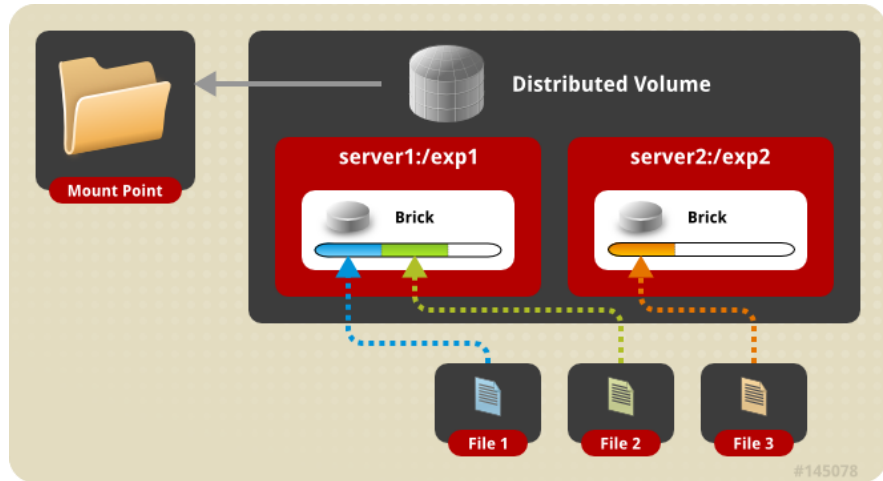 Distributed Volume
Mount Point
server1:/exp1
server2:/exp2
Brick
Brick
File 1
File 2
File 3
#145078